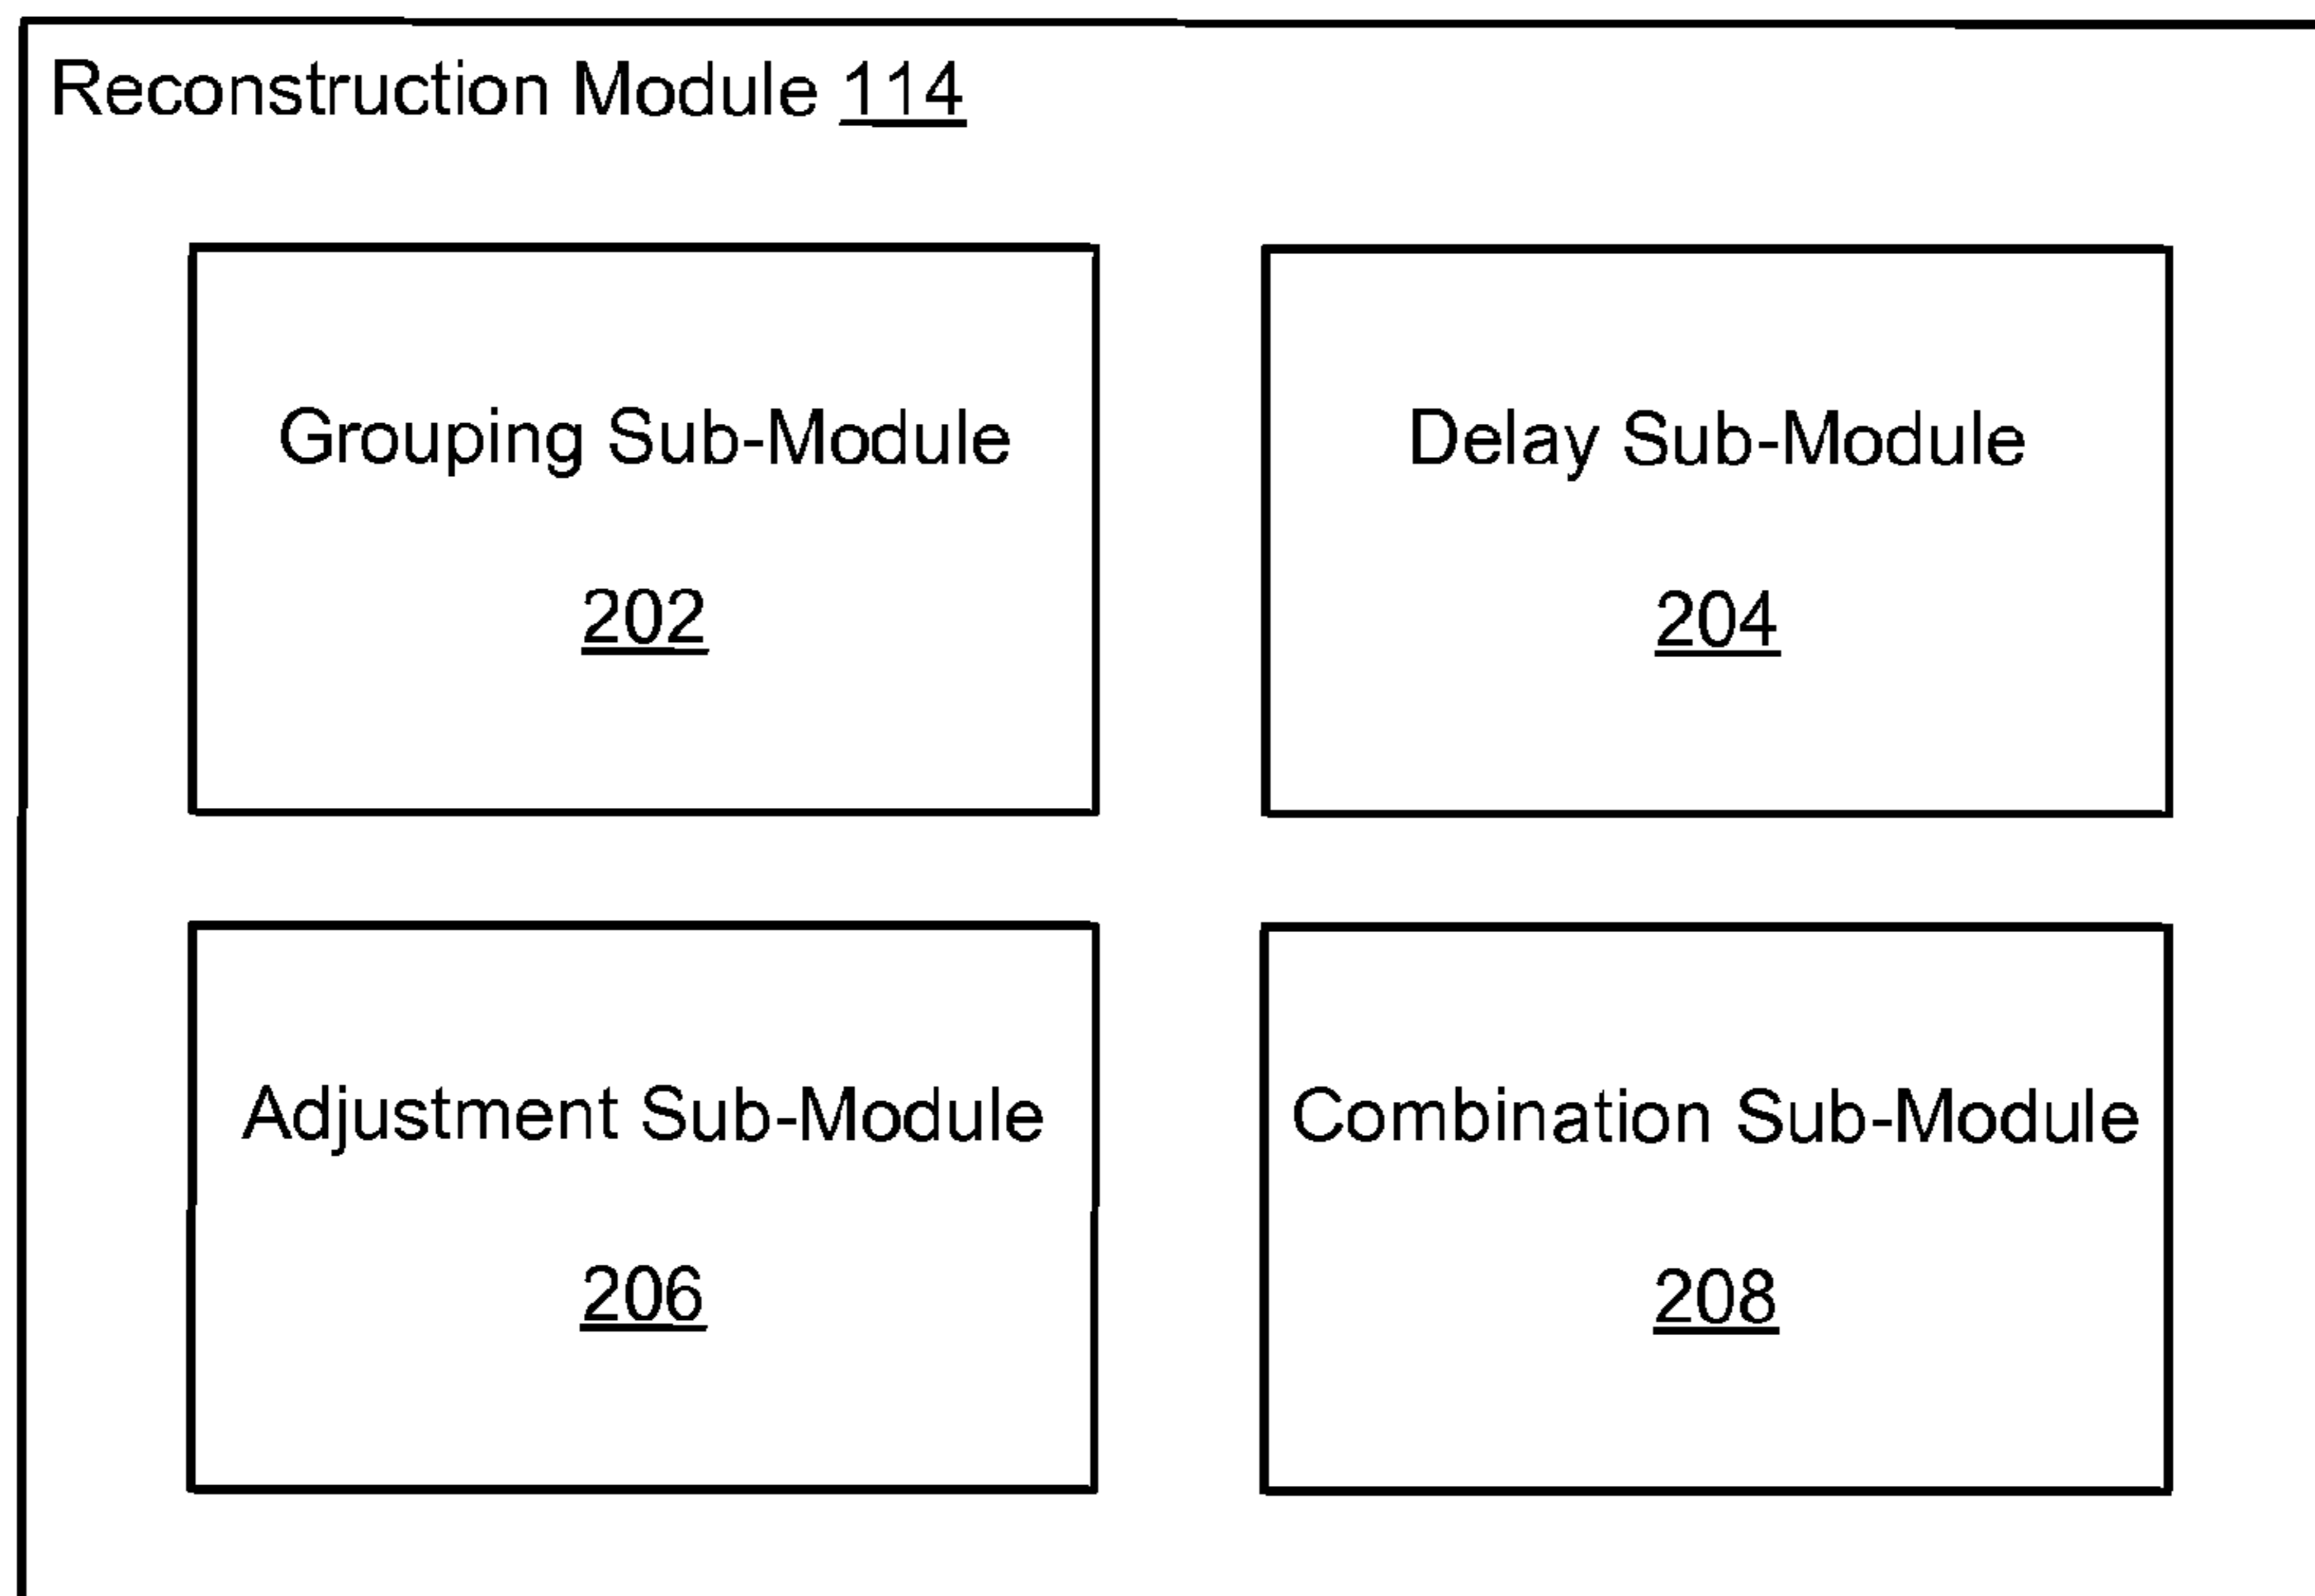 Reconstruction Module 114
Grouping Sub-Module
202
Delay Sub-Module
204
Adjustment Sub-Module
206
Combination Sub-Module
208